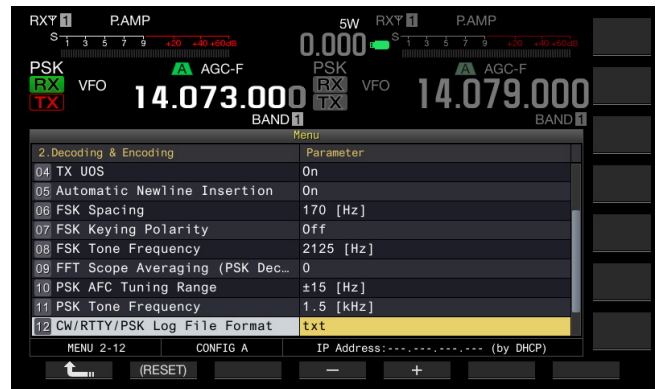 RX 1 P.AMP 5W RX 1 P.AMP
S 1 3 5 7 9 +20 +40 +60dB 0.000 S 1 3 5 7 9 +20 +40 +60dB
PSK A AGC-F PSK A AGC-F
RX VFO 14.073.000 RX VFO 14.079.000
TX TX
BAND 1 BAND 1
Menu
2.Decoding & Encoding Parameter
04 TX UOS On
05 Automatic Newline Insertion On
06 FSK Spacing 170 [Hz]
07 FSK Keying Polarity Off
08 FSK Tone Frequency 2125 [Hz]
09 FFT Scope Averaging (PSK Dec… 0
10 PSK AFC Tuning Range ±15 [Hz]
11 PSK Tone Frequency 1.5 [kHz]
12 CW/RTTY/PSK Log File Format txt
MENU 2-12 CONFIG A IP Address:---.---.---.--- (by DHCP)
(RESET) − +